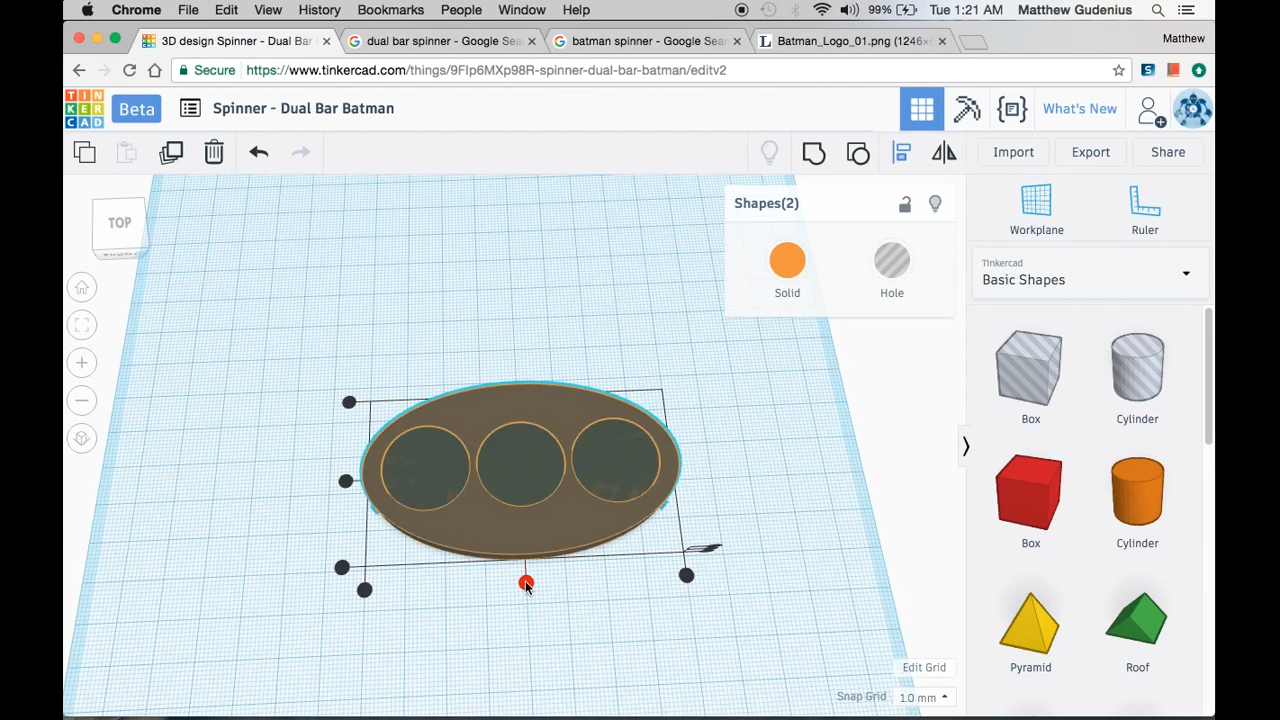 Chrome File Edit View History Bookmarks People Window Help 99% Tue 1:21 AM Matthew Gudenius
3D design Spinner - Dual Bar dual bar spinner - Google Sea batman spinner - Google Sear Batman_Logo_01.png (1246× Matthew
Secure https://www.tinkercad.com/things/9FIp6MXp98R-spinner-dual-bar-batman/editv2
TIN
KER
CAD
Beta Spinner - Dual Bar Batman What's New
Import Export Share
TOP
Shapes(2)
Solid Hole
Workplane Ruler
Tinkercad
Basic Shapes
Box Cylinder
Box Cylinder
Pyramid Roof
Edit Grid
Snap Grid 1.0 mm